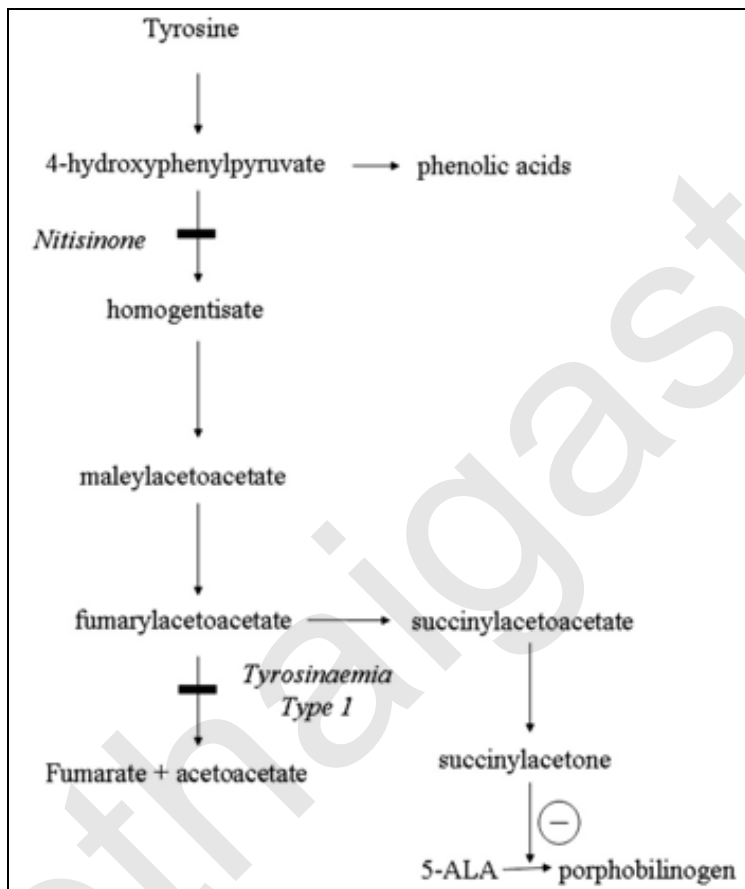 Tyrosine
4-hydroxyphenylpyruvate
phenolic acids
Nitisinone
homogentisate
maleylacetoacetate
fumarylacetoacetate
succinylacetoacetate
Tyrosinaemia
Type 1
Fumarate + acetoacetate
succinylacetone
−
5-ALA
porphobilinogen
thaigast